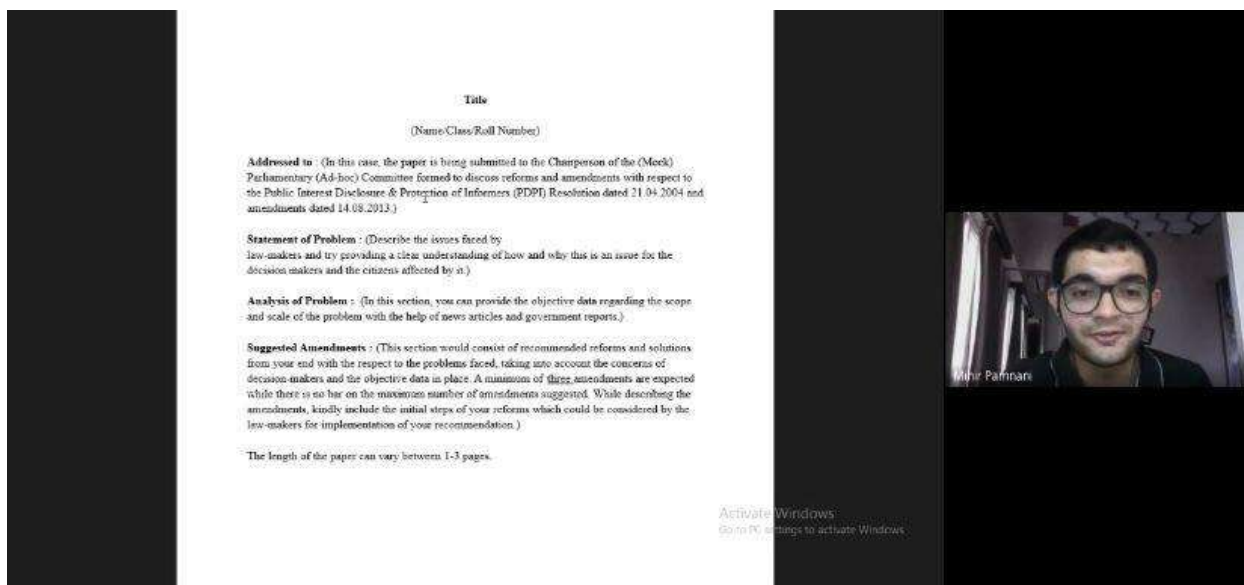 Title
(Name/Class/Roll Number)
Addressed to : (In this case, the paper is being submitted to the Chairperson of the (Mock)
Parliamentary (Ad-hoc) Committee formed to discuss reforms and amendments with respect to
the Public Interest Disclosure & Protection of Informers (PDPI) Resolution dated 21.04.2004 and
amendments dated 14.08.2013.)
Statement of Problem : (Describe the issues faced by
law-makers and try providing a clear understanding of how and why this is an issue for the
decision makers and the citizens affected by it.)
Analysis of Problem : (In this section, you can provide the objective data regarding the scope
and scale of the problem with the help of news articles and government reports.)
Suggested Amendments : (This section would consist of recommended reforms and solutions
from your end with the respect to the problems faced, taking into account the concerns of
decision-makers and the objective data in place. A minimum of three amendments are expected
while there is no bar on the maximum number of amendments suggested. While describing the
amendments, kindly include the initial steps of your reforms which could be considered by the
law-makers for implementation of your recommendation.)
The length of the paper can vary between 1-3 pages.
Activate Windows
Go to PC settings to activate Windows
Mihir Pamnani